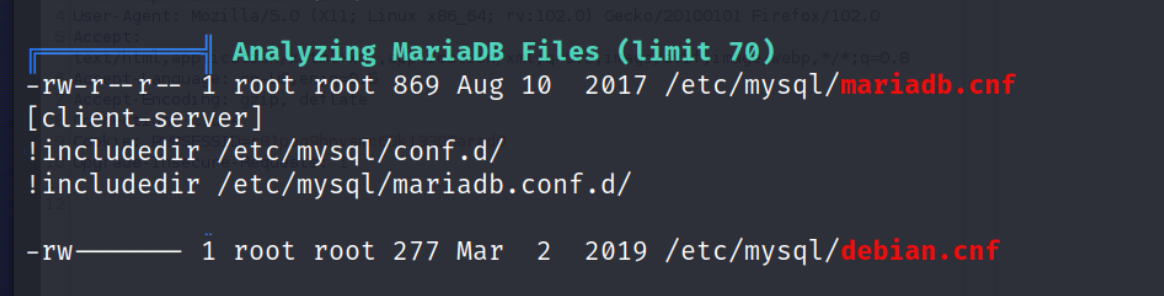 4 User-Agent: Mozilla/5.0 (X11; Linux x86_64; rv:102.0) Gecko/20100101 Firefox/102.0
5 Accept:
Analyzing MariaDB Files (limit 70)
-rw-r--r-- 1 root root 869 Aug 10  2017 /etc/mysql/mariadb.cnf
[client-server]
!includedir /etc/mysql/conf.d/
!includedir /etc/mysql/mariadb.conf.d/
12
-rw------- 1 root root 277 Mar  2  2019 /etc/mysql/debian.cnf